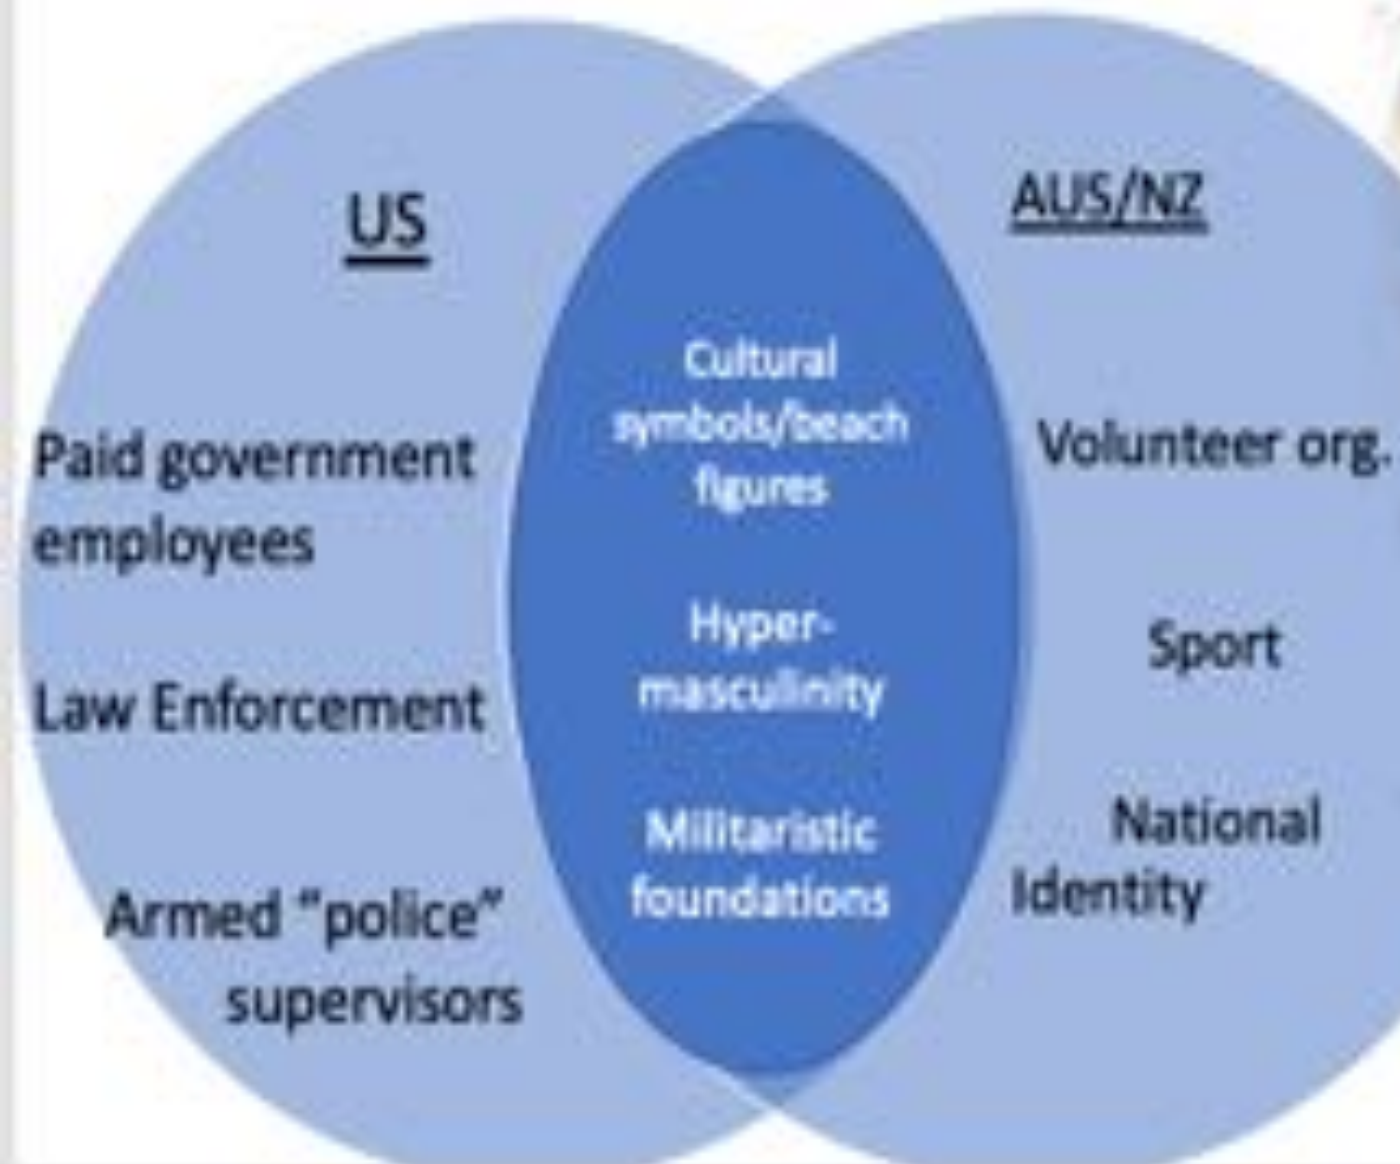 US
Paid government
employees
Law Enforcement
Armed “police”
supervisors
Cultural
symbols/beach
figures
Hyper-
masculinity
Militaristic
foundations
AUS/NZ
Volunteer org.
Sport
National
Identity